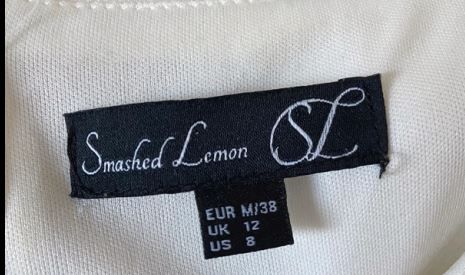 Smashed Lemon SL
EUR M/38
UK 12
US 8